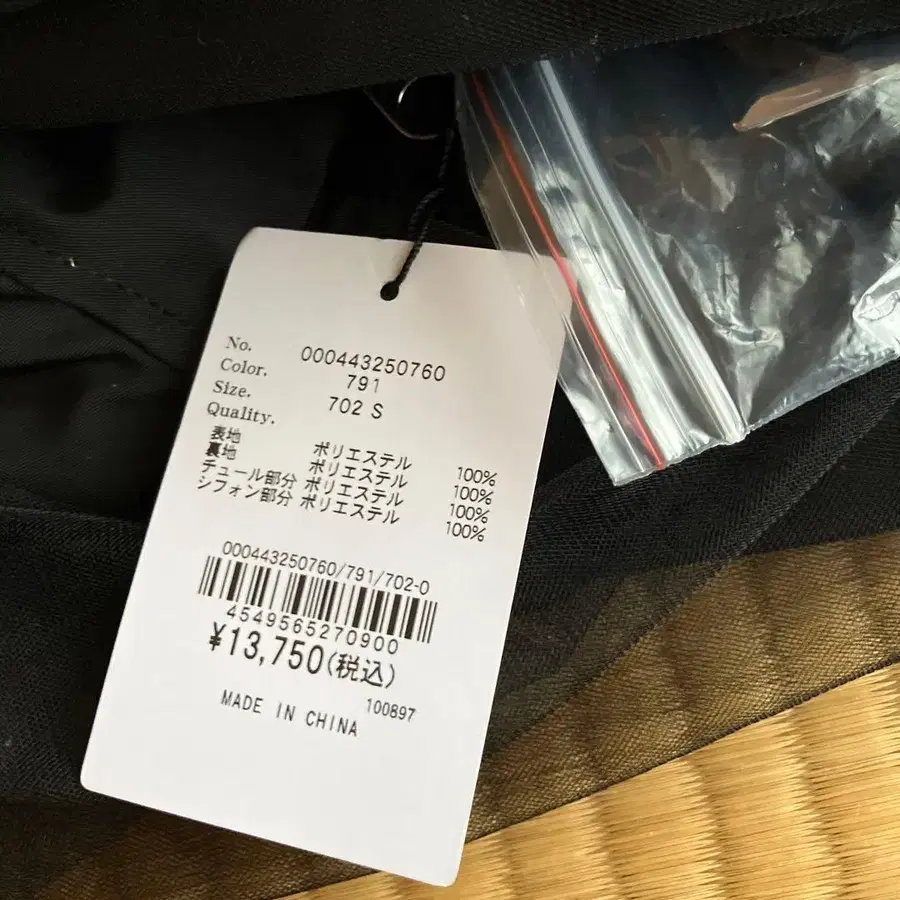 No. 000443250760
Color. 791
Size. 702 S
Quality.
表地 ポリエステル 100%
裏地 ポリエステル 100%
チュール部分 ポリエステル 100%
シフォン部分 ポリエステル 100%
000443250760/791/702-0
4549565270900
¥13,750(税込)
100897
MADE IN CHINA